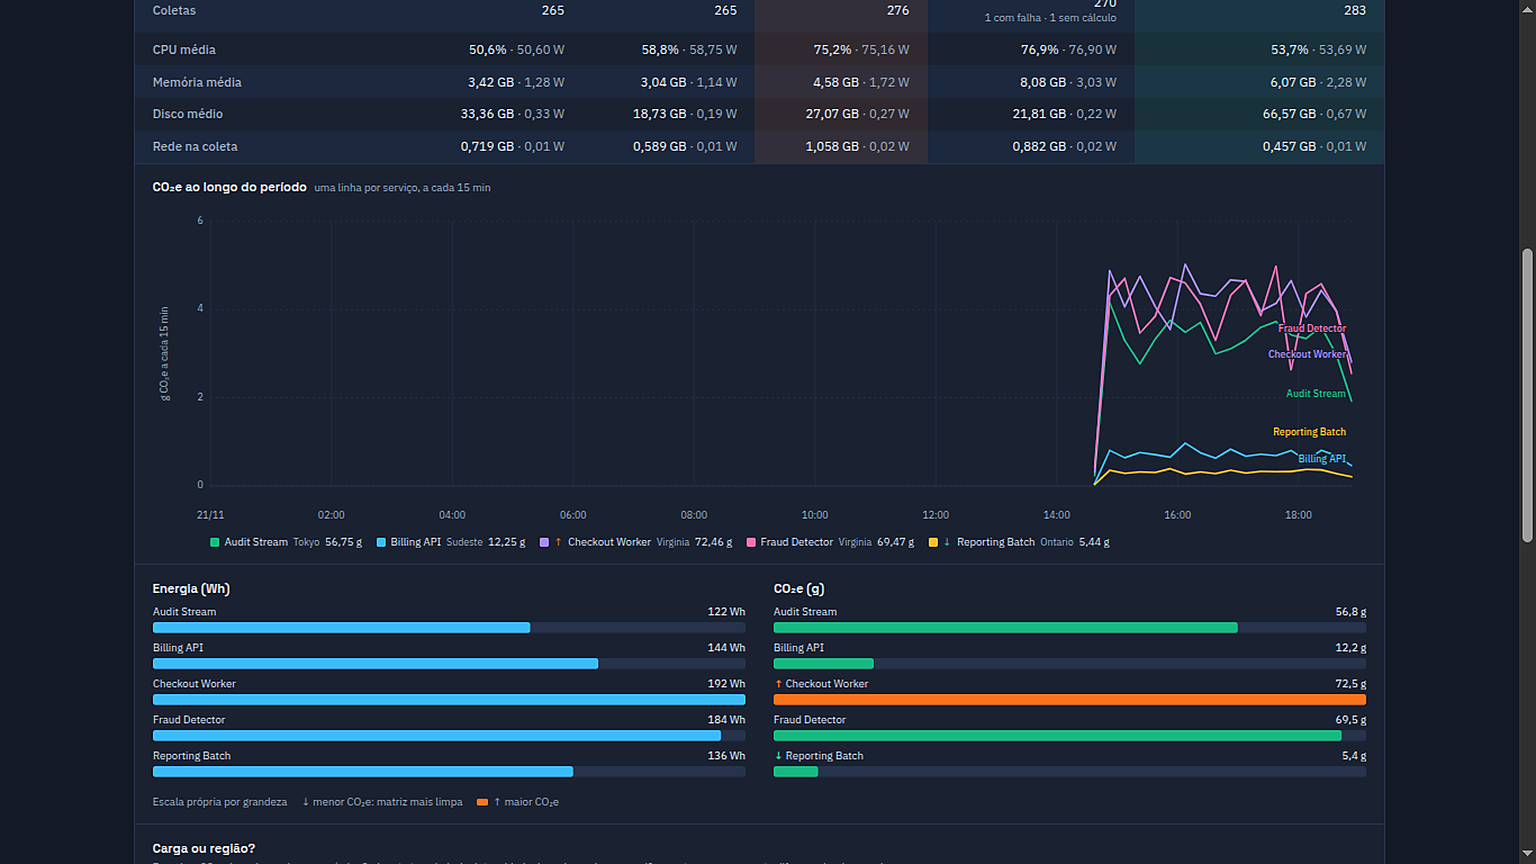 Coletas 265 265 276 270 283
1 com falha · 1 sem cálculo
CPU média 50,6% · 50,60 W 58,8% · 58,75 W 75,2% · 75,16 W 76,9% · 76,90 W 53,7% · 53,69 W
Memória média 3,42 GB · 1,28 W 3,04 GB · 1,14 W 4,58 GB · 1,72 W 8,08 GB · 3,03 W 6,07 GB · 2,28 W
Disco médio 33,36 GB · 0,33 W 18,73 GB · 0,19 W 27,07 GB · 0,27 W 21,81 GB · 0,22 W 66,57 GB · 0,67 W
Rede na coleta 0,719 GB · 0,01 W 0,589 GB · 0,01 W 1,058 GB · 0,02 W 0,882 GB · 0,02 W 0,457 GB · 0,01 W
CO₂e ao longo do período uma linha por serviço, a cada 15 min
g CO₂e a cada 15 min
6
4
2
0
Fraud Detector
Checkout Worker
Audit Stream
Reporting Batch
Billing API
21/11 02:00 04:00 06:00 08:00 10:00 12:00 14:00 16:00 18:00
Audit Stream Tokyo 56,75 g Billing API Sudeste 12,25 g ↑ Checkout Worker Virginia 72,46 g Fraud Detector Virginia 69,47 g ↓ Reporting Batch Ontario 5,44 g
Energia (Wh)
Audit Stream 122 Wh
Billing API 144 Wh
Checkout Worker 192 Wh
Fraud Detector 184 Wh
Reporting Batch 136 Wh
CO₂e (g)
Audit Stream 56,8 g
Billing API 12,2 g
↑ Checkout Worker 72,5 g
Fraud Detector 69,5 g
↓ Reporting Batch 5,4 g
Escala própria por grandeza ↓ menor CO₂e: matriz mais limpa ↑ maior CO₂e
Carga ou região?